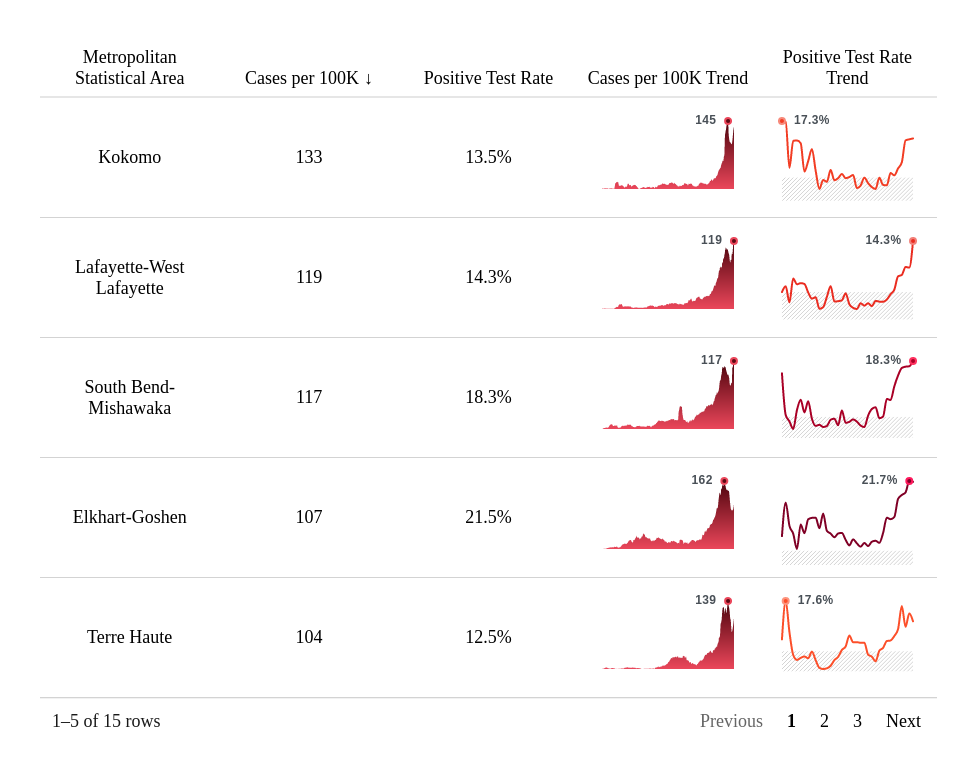 Metropolitan
Statistical Area
Cases per 100K ↓
Positive Test Rate
Cases per 100K Trend
Positive Test Rate
Trend
Kokomo
133
13.5%
145
17.3%
Lafayette-West
Lafayette
119
14.3%
119
14.3%
South Bend-
Mishawaka
117
18.3%
117
18.3%
Elkhart-Goshen
107
21.5%
162
21.7%
Terre Haute
104
12.5%
139
17.6%
1–5 of 15 rows
Previous 1 2 3 Next